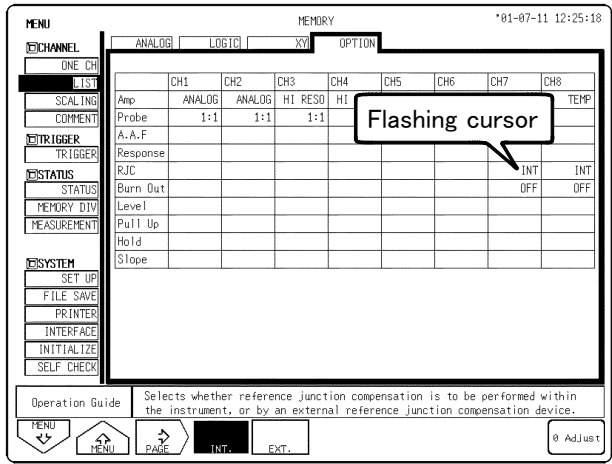 MENU MEMORY '01-07-11 12:25:18
ANALOG LOGIC XY OPTION
CHANNEL
ONE CH
LIST
SCALING
COMMENT
TRIGGER
TRIGGER
STATUS
STATUS
MEMORY DIV
MEASUREMENT
SYSTEM
SET UP
FILE SAVE
PRINTER
INTERFACE
INITIALIZE
SELF CHECK
CH1 CH2 CH3 CH4 CH5 CH6 CH7 CH8
Amp ANALOG ANALOG HI RESO HI TEMP
Probe 1:1 1:1 1:1
A.A.F
Response
RJC INT INT
Burn Out OFF OFF
Level
Pull Up
Hold
Slope
Flashing cursor
Operation Guide
Selects whether reference junction compensation is to be performed within
the instrument, or by an external reference junction compensation device.
MENU MENU PAGE INT. EXT. 0 Adjust